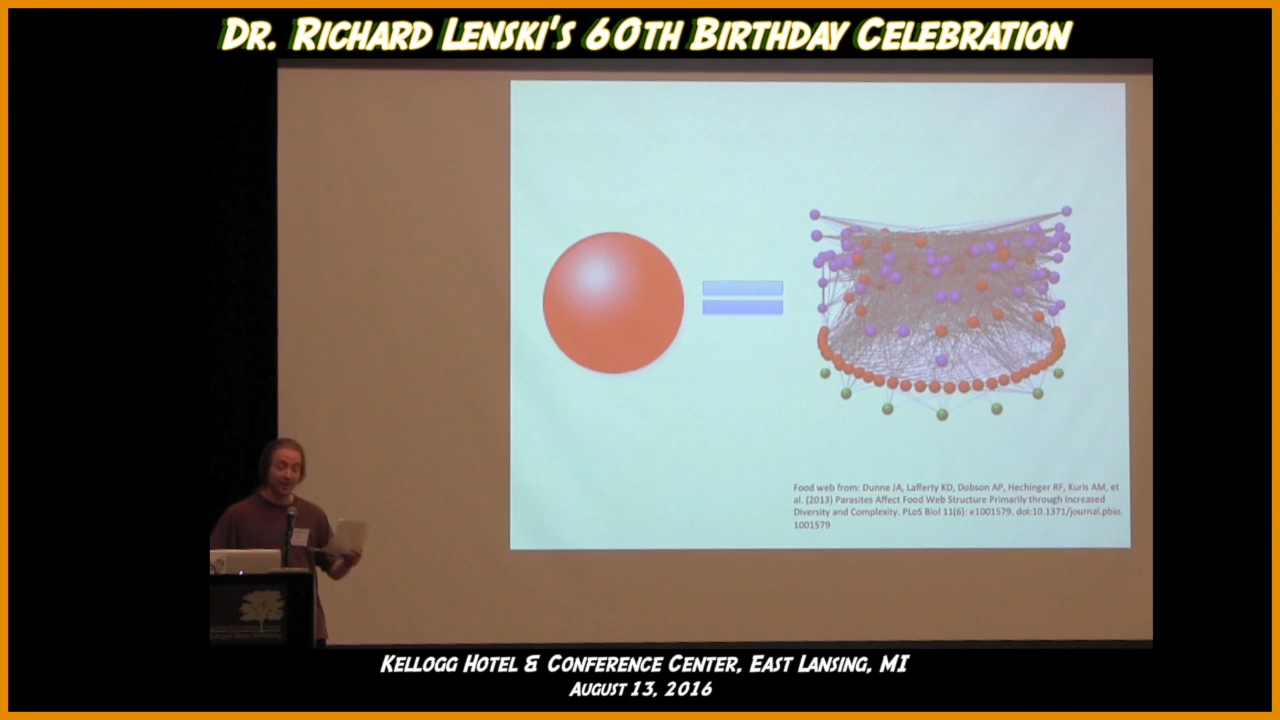 Dr. Richard Lenski's 60th Birthday Celebration
Food web from: Dunne JA, Lafferty KD, Dobson AP, Hechinger RF, Kuris AM, et
al. (2013) Parasites Affect Food Web Structure Primarily through Increased
Diversity and Complexity. PLoS Biol 11(6): e1001579. doi:10.1371/journal.pbio.
1001579
Kellogg Hotel & Conference Center, East Lansing, MI
August 13, 2016